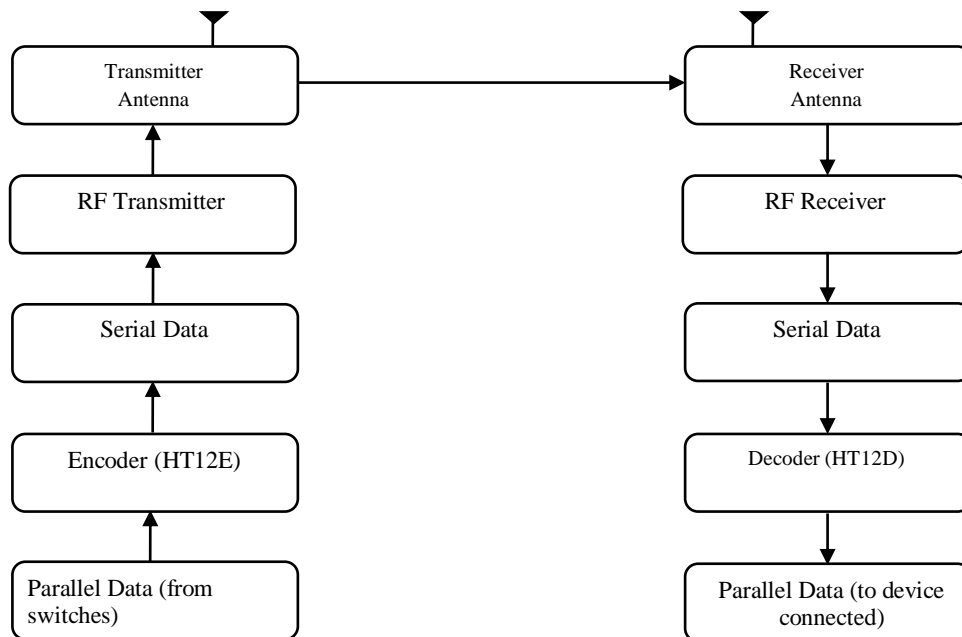 Transmitter
Antenna
Receiver
Antenna
RF Transmitter
RF Receiver
Serial Data
Serial Data
Encoder (HT12E)
Decoder (HT12D)
Parallel Data (from
switches)
Parallel Data (to device
connected)